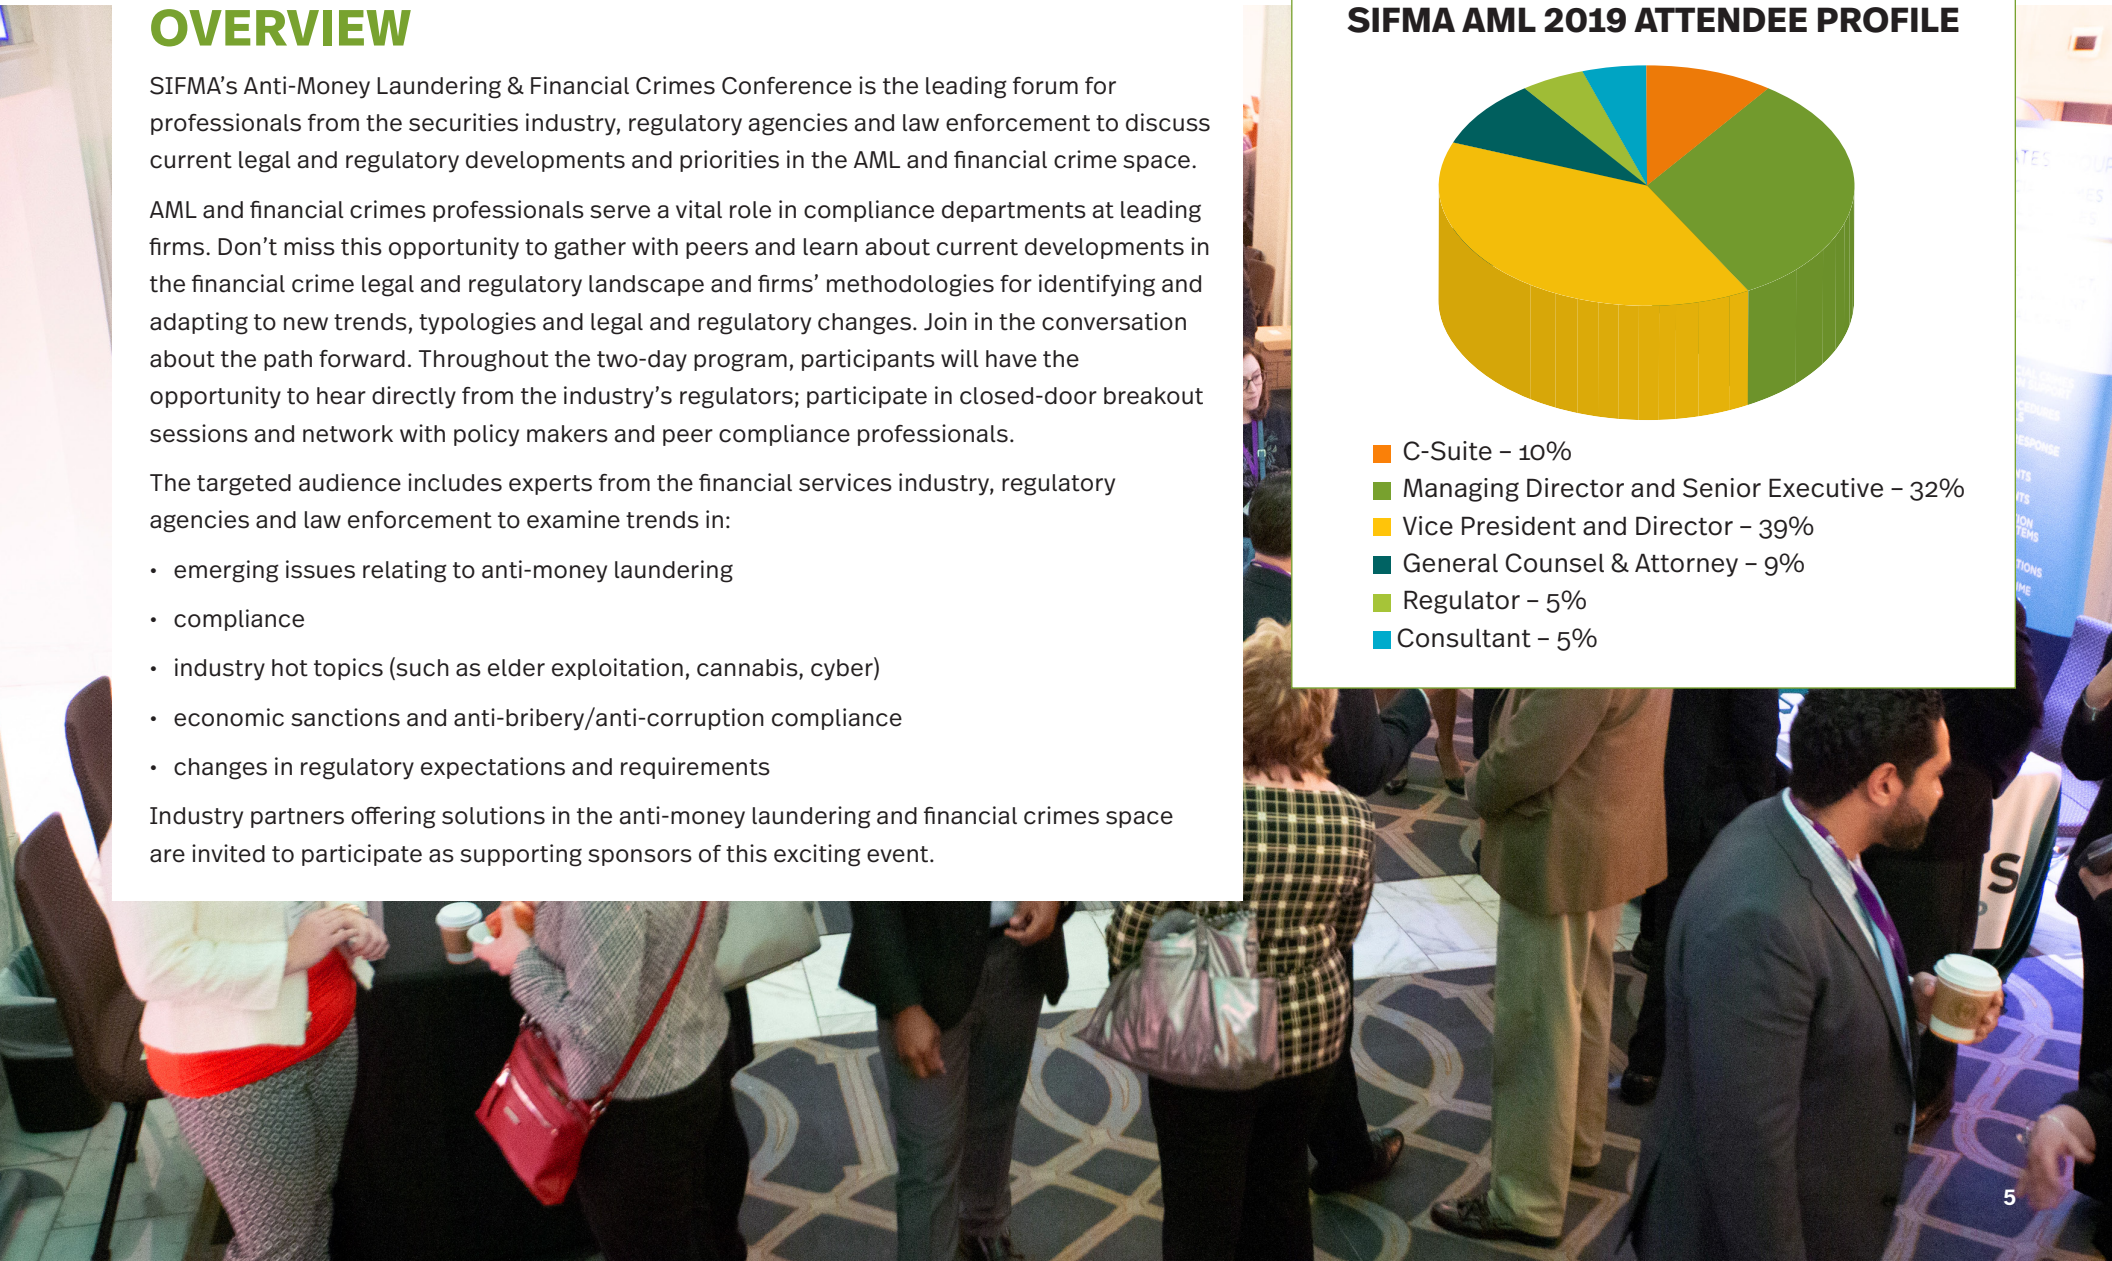 OVERVIEW
SIFMA’s Anti-Money Laundering & Financial Crimes Conference is the leading forum for
professionals from the securities industry, regulatory agencies and law enforcement to discuss
current legal and regulatory developments and priorities in the AML and financial crime space.
AML and financial crimes professionals serve a vital role in compliance departments at leading
firms. Don’t miss this opportunity to gather with peers and learn about current developments in
the financial crime legal and regulatory landscape and firms’ methodologies for identifying and
adapting to new trends, typologies and legal and regulatory changes. Join in the conversation
about the path forward. Throughout the two-day program, participants will have the
opportunity to hear directly from the industry’s regulators; participate in closed-door breakout
sessions and network with policy makers and peer compliance professionals.
The targeted audience includes experts from the financial services industry, regulatory
agencies and law enforcement to examine trends in:
• emerging issues relating to anti-money laundering
• compliance
• industry hot topics (such as elder exploitation, cannabis, cyber)
• economic sanctions and anti-bribery/anti-corruption compliance
• changes in regulatory expectations and requirements
Industry partners offering solutions in the anti-money laundering and financial crimes space
are invited to participate as supporting sponsors of this exciting event.
SIFMA AML 2019 ATTENDEE PROFILE
C-Suite – 10%
Managing Director and Senior Executive – 32%
Vice President and Director – 39%
General Counsel & Attorney – 9%
Regulator – 5%
Consultant – 5%
RESPONSE
S
5